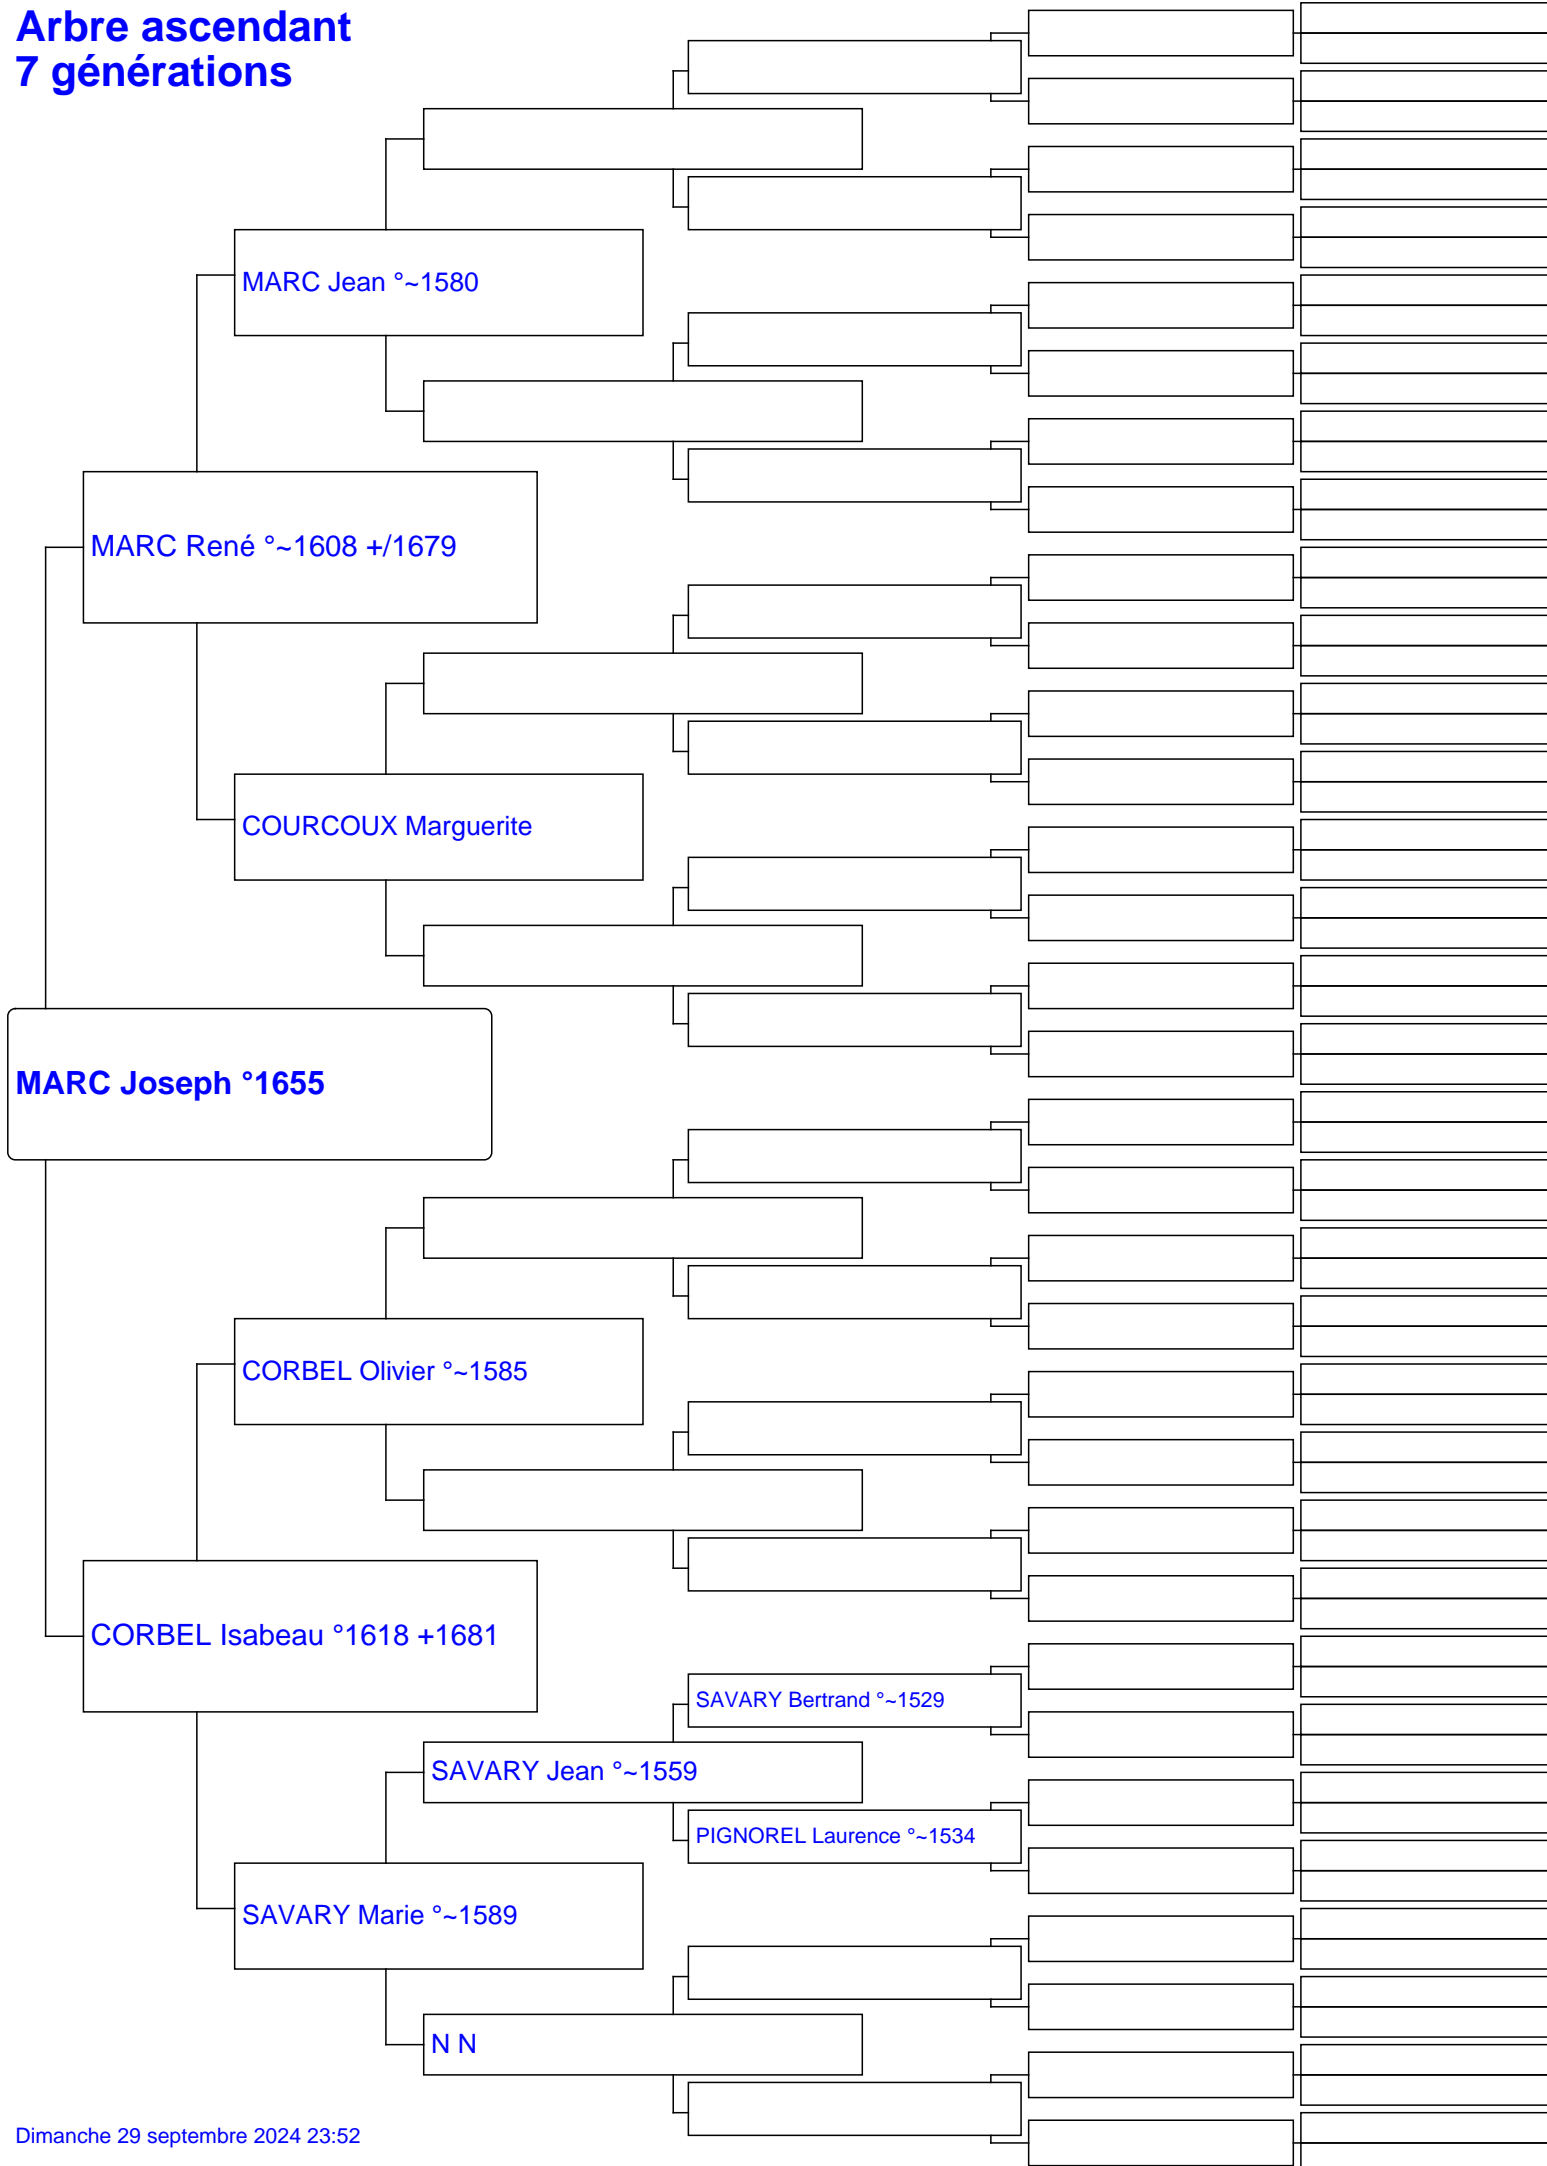 Arbre ascendant
7 générations
MARC Jean °~1580
MARC René °~1608 +/1679
COURCOUX Marguerite
MARC Joseph °1655
CORBEL Olivier °~1585
CORBEL Isabeau °1618 +1681
SAVARY Bertrand °~1529
SAVARY Jean °~1559
PIGNOREL Laurence °~1534
SAVARY Marie °~1589
N N
Dimanche 29 septembre 2024 23:52